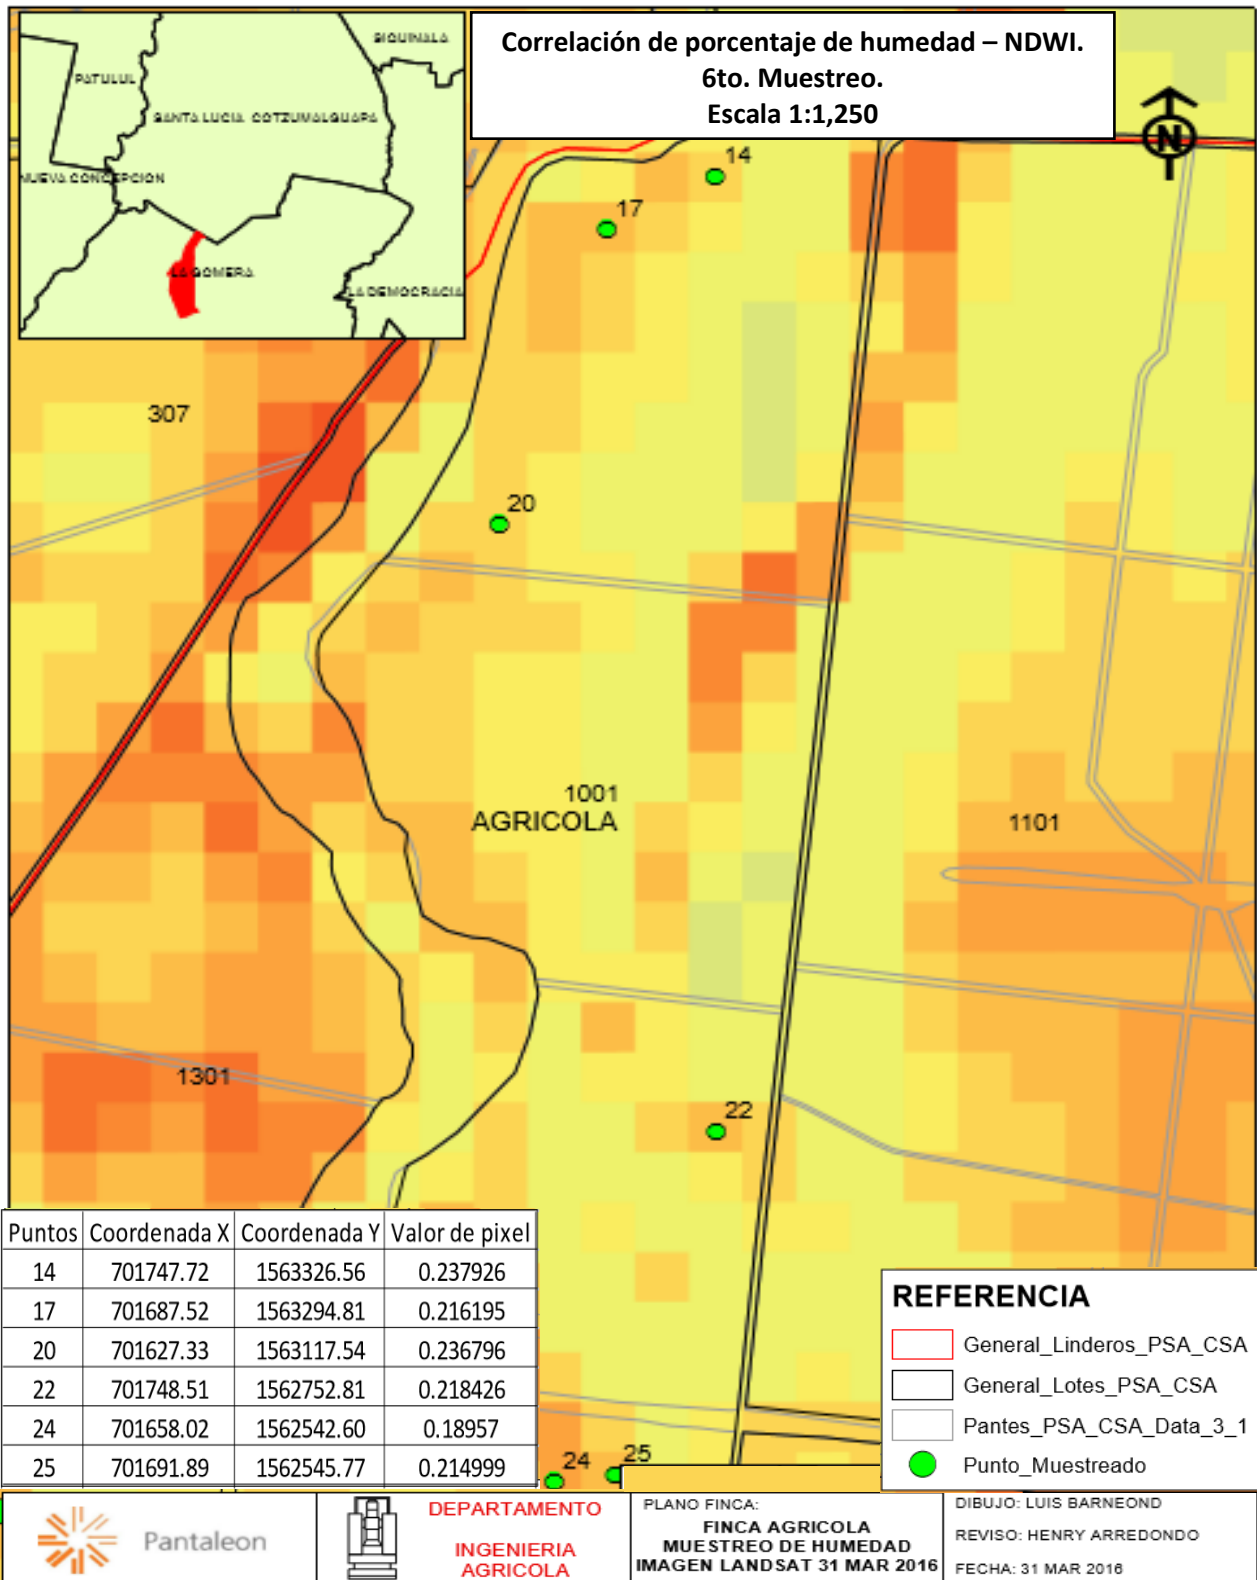 Correlación de porcentaje de humedad – NDWI.
6to. Muestreo.
Escala 1:1,250
SIQUINALA
PATULUL
SANTA LUCIA COTZUMALGUAPA
NUEVA CONCEPCION
LA GOMERA
LA DEMOCRACIA
N
14
17
307
20
1001
AGRICOLA
1101
1301
22
24
25
Puntos Coordenada X Coordenada Y Valor de pixel
14 701747.72 1563326.56 0.237926
17 701687.52 1563294.81 0.216195
20 701627.33 1563117.54 0.236796
22 701748.51 1562752.81 0.218426
24 701658.02 1562542.60 0.18957
25 701691.89 1562545.77 0.214999
REFERENCIA
General_Linderos_PSA_CSA
General_Lotes_PSA_CSA
Pantes_PSA_CSA_Data_3_1
Punto_Muestreado
Pantaleon
DEPARTAMENTO
INGENIERIA
AGRICOLA
PLANO FINCA:
FINCA AGRICOLA
MUESTREO DE HUMEDAD
IMAGEN LANDSAT 31 MAR 2016
DIBUJO: LUIS BARNEOND
REVISO: HENRY ARREDONDO
FECHA: 31 MAR 2016